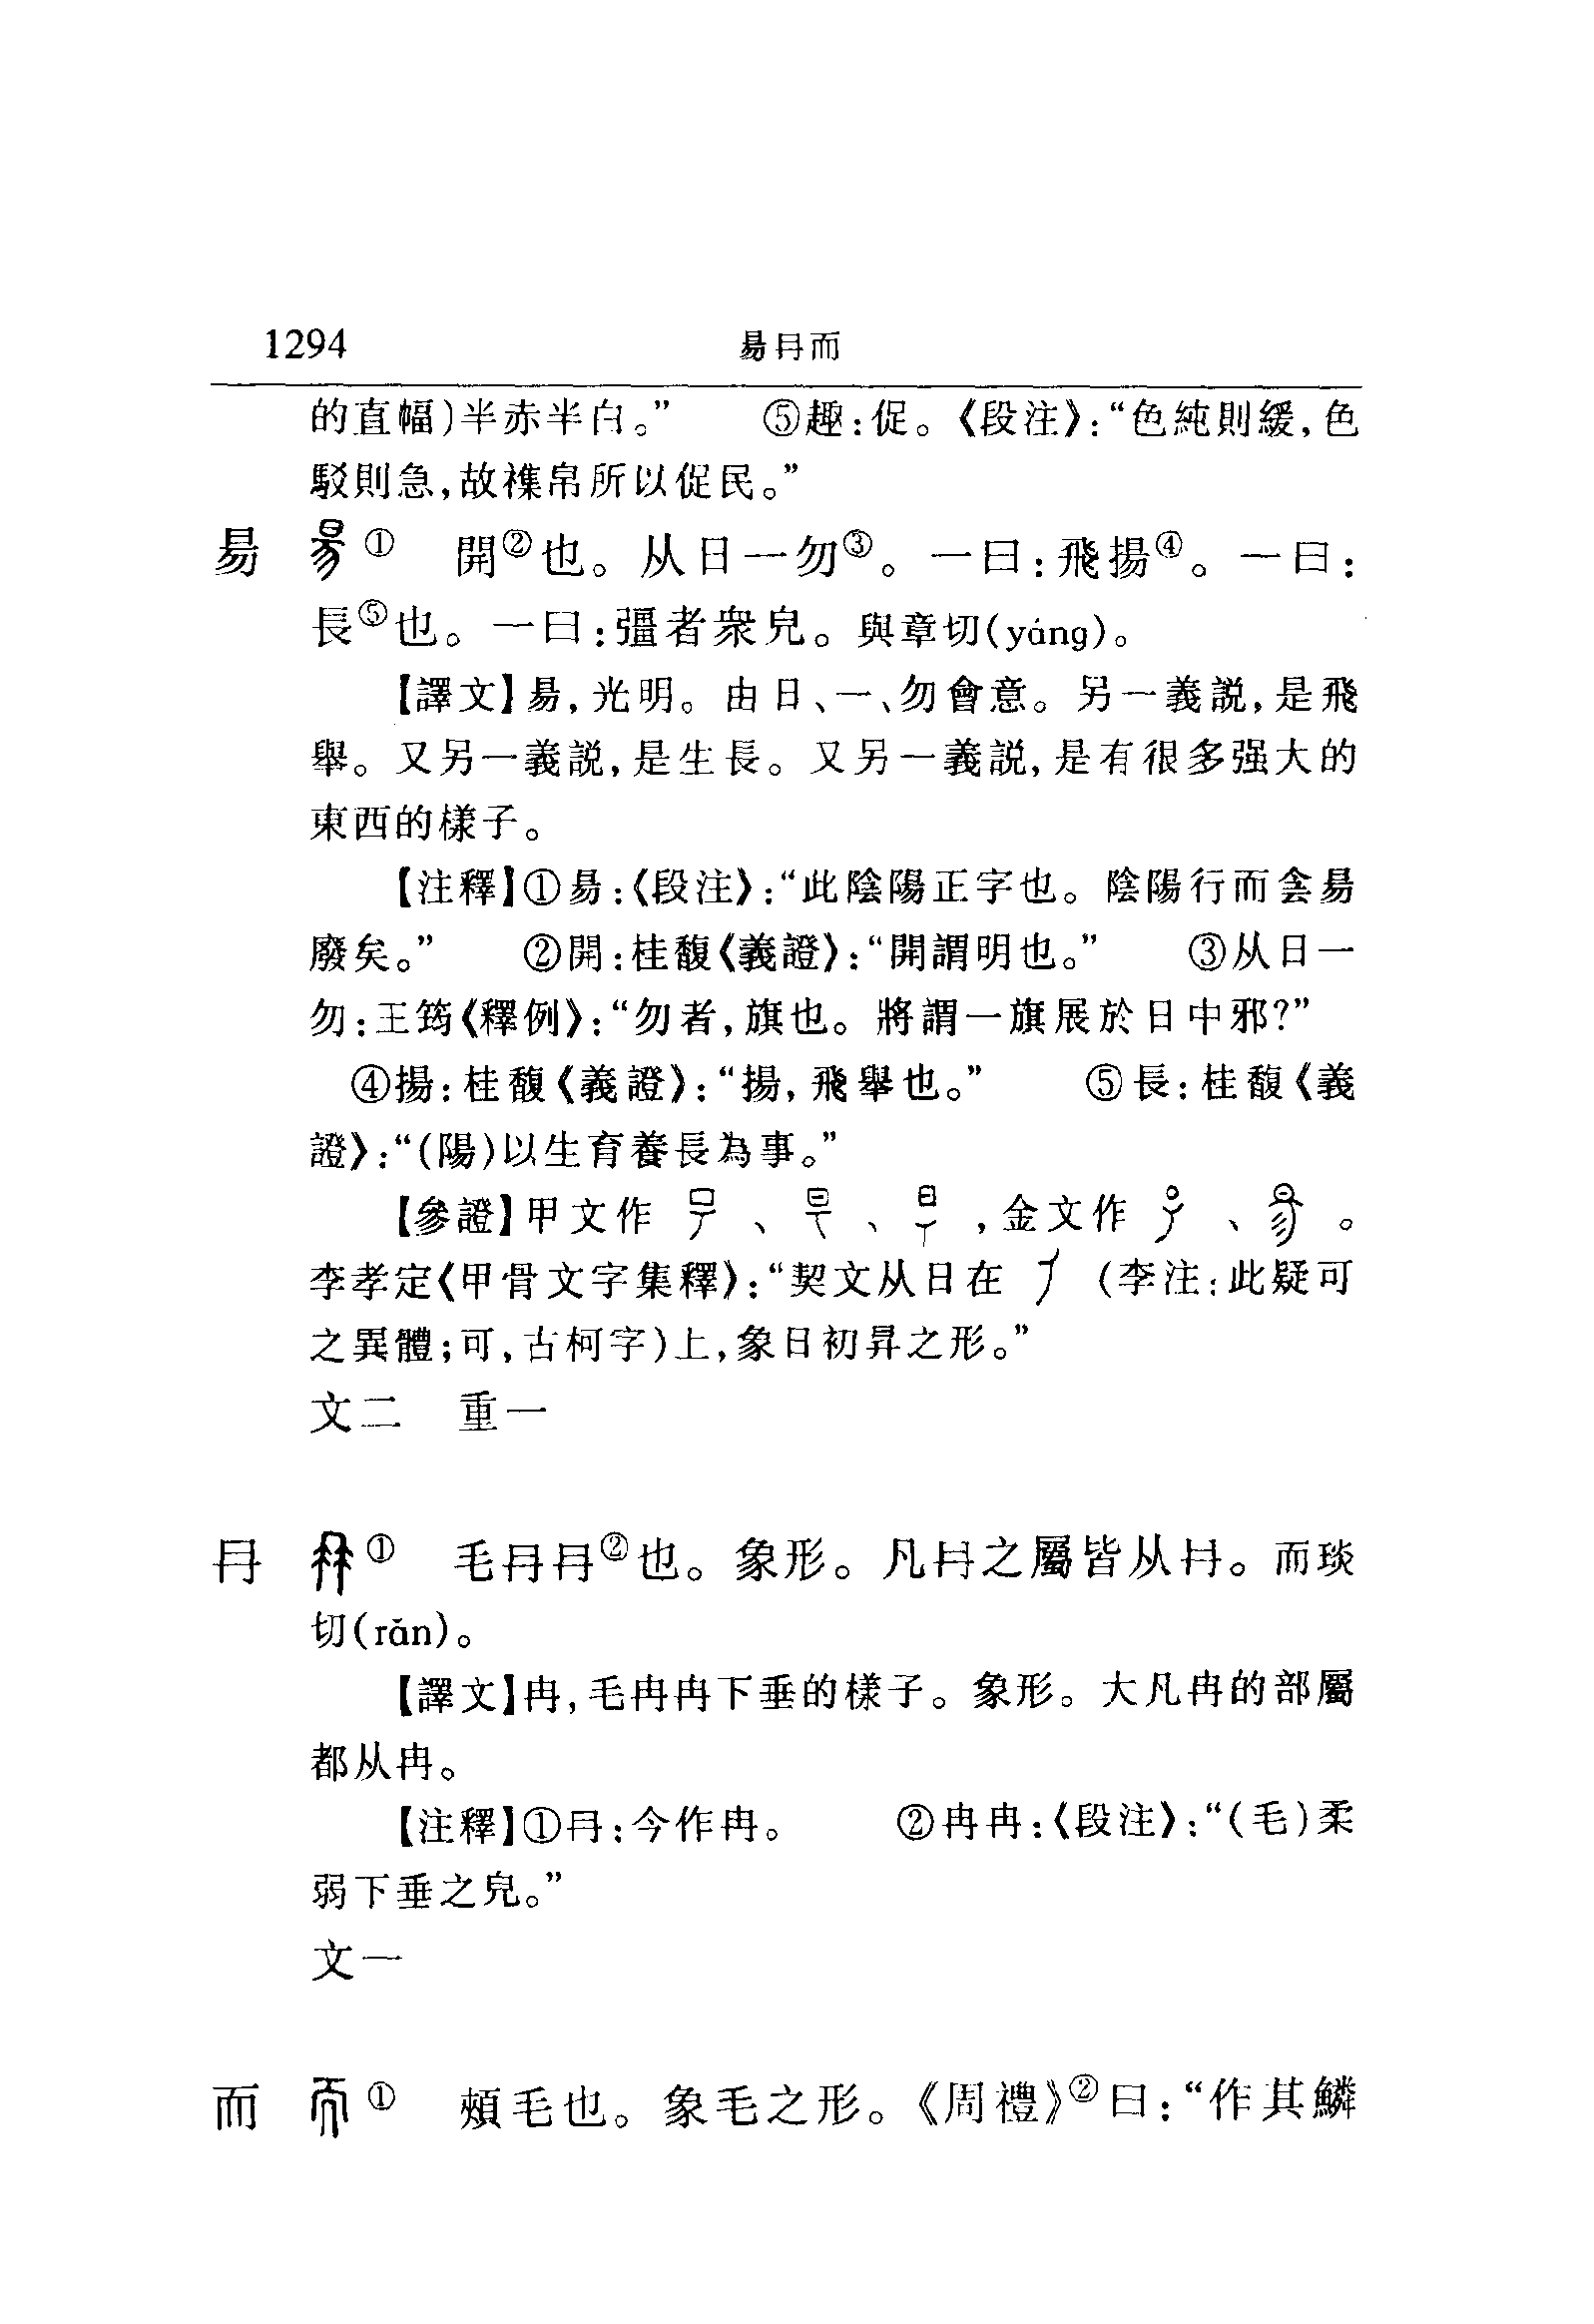 1294 昜冄而
的直幅)半赤半白。” ⑤趣:促。《段注》:“色純則緩,色
駁則急,故襍帛所以促民。”
昜 ① 開②也。从日一勿③。一曰:飛揚④。一曰:
長⑤也。一曰:彊者衆皃。與章切(yáng)。
【譯文】昜,光明。由日、一、勿會意。另一義説,是飛
舉。又另一義説,是生長。又另一義説,是有很多强大的
東西的樣子。
【注釋】①昜:《段注》:“此陰陽正字也。陰陽行而侌昜
廢矣。” ②開:桂馥《義證》:“開謂明也。” ③从日一
勿:王筠《釋例》:“勿者,旗也。將謂一旗展於日中邪?”
④揚:桂馥《義證》:“揚,飛舉也。” ⑤長:桂馥《義
證》:“(陽)以生育養長為事。”
【參證】甲文作 、 、 ,金文作 、 。
李孝定《甲骨文字集釋》:“契文从日在 (李注:此疑可
之異體;可,古柯字)上,象日初昇之形。”
文二 重一
冄 ① 毛冄冄②也。象形。凡冄之屬皆从冄。而琰
切(rǎn)。
【譯文】冉,毛冉冉下垂的樣子。象形。大凡冉的部屬
都从冉。
【注釋】①冄:今作冉。 ②冉冉:《段注》:“(毛)柔
弱下垂之皃。”
文一
而 ① 頰毛也。象毛之形。《周禮》②曰:“作其鱗